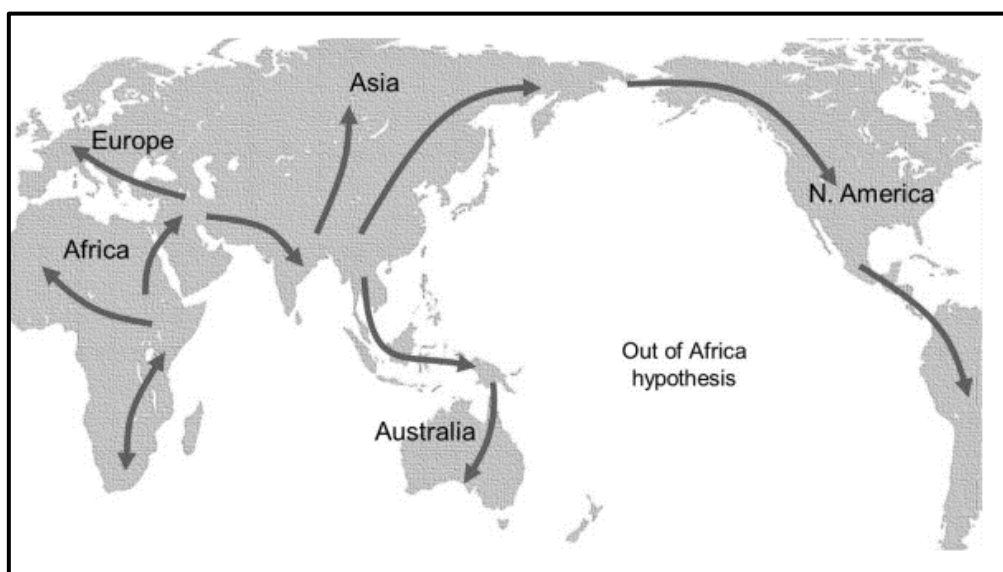 Asia
Europe
N. America
Africa
Out of Africa
hypothesis
Australia